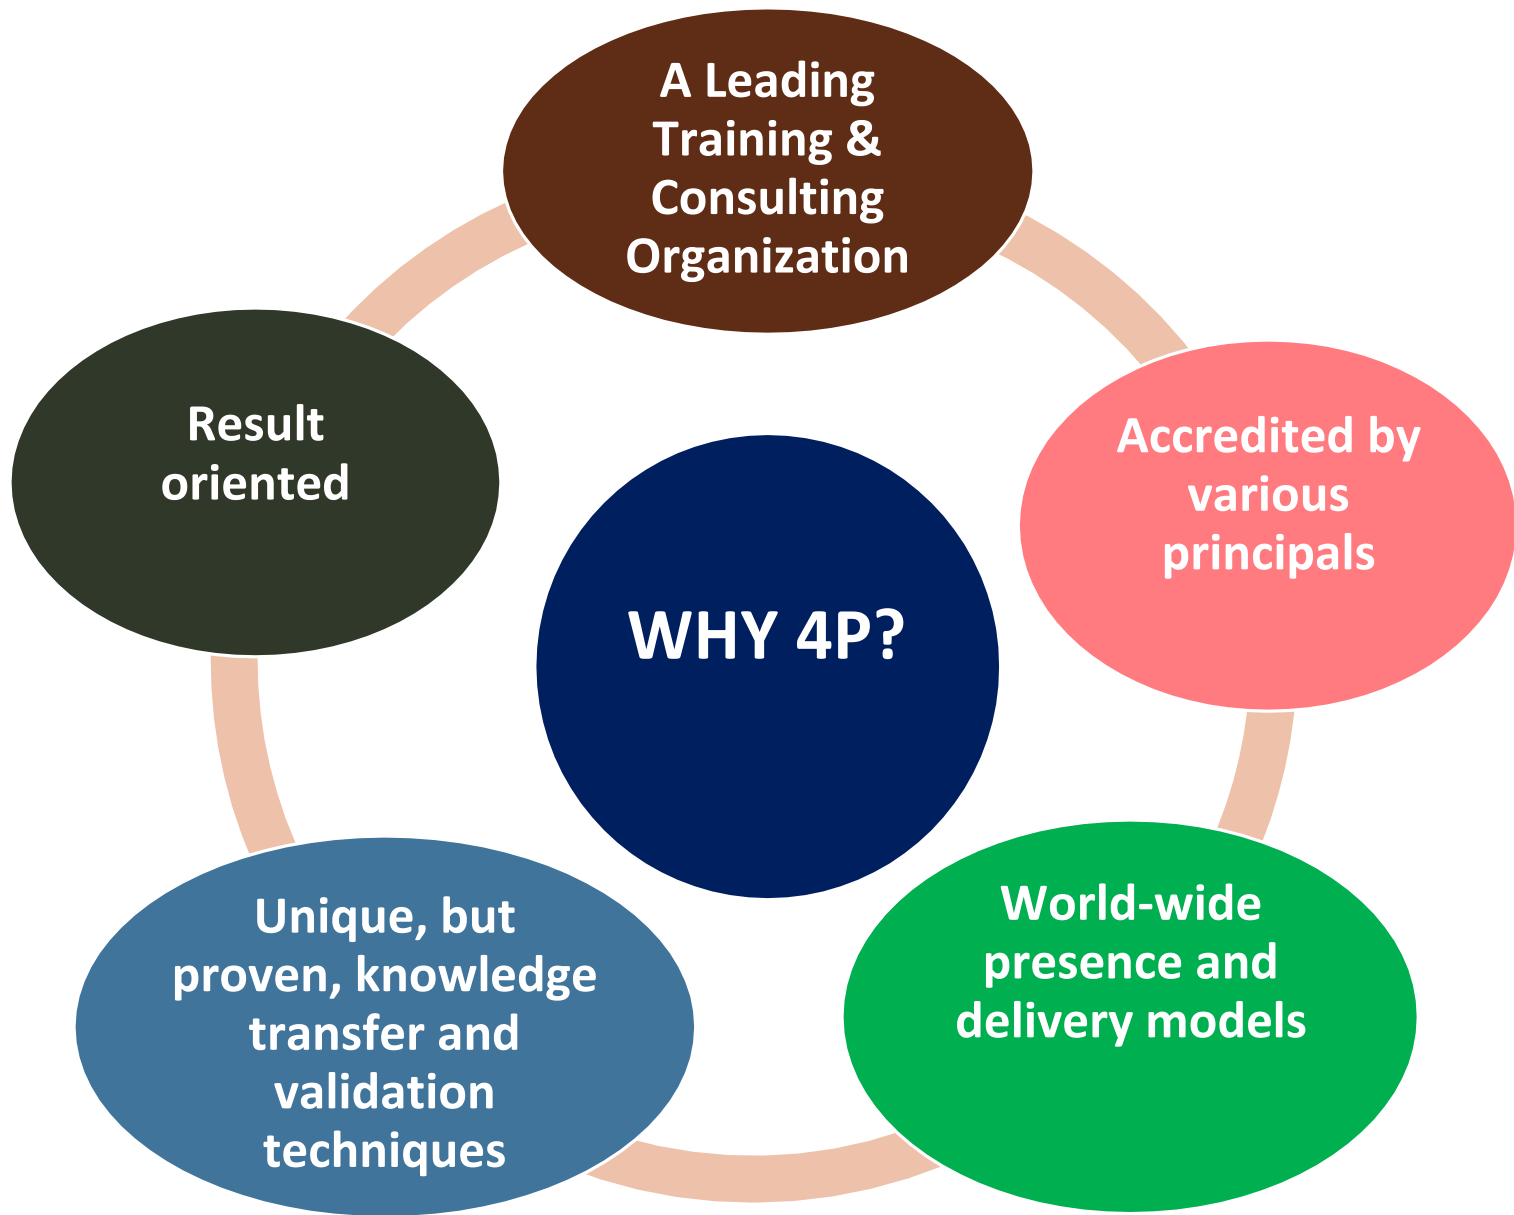 A Leading
Training &
Consulting
Organization
Result
oriented
Accredited by
various
principals
WHY 4P?
Unique, but
proven, knowledge
transfer and
validation
techniques
World-wide
presence and
delivery models